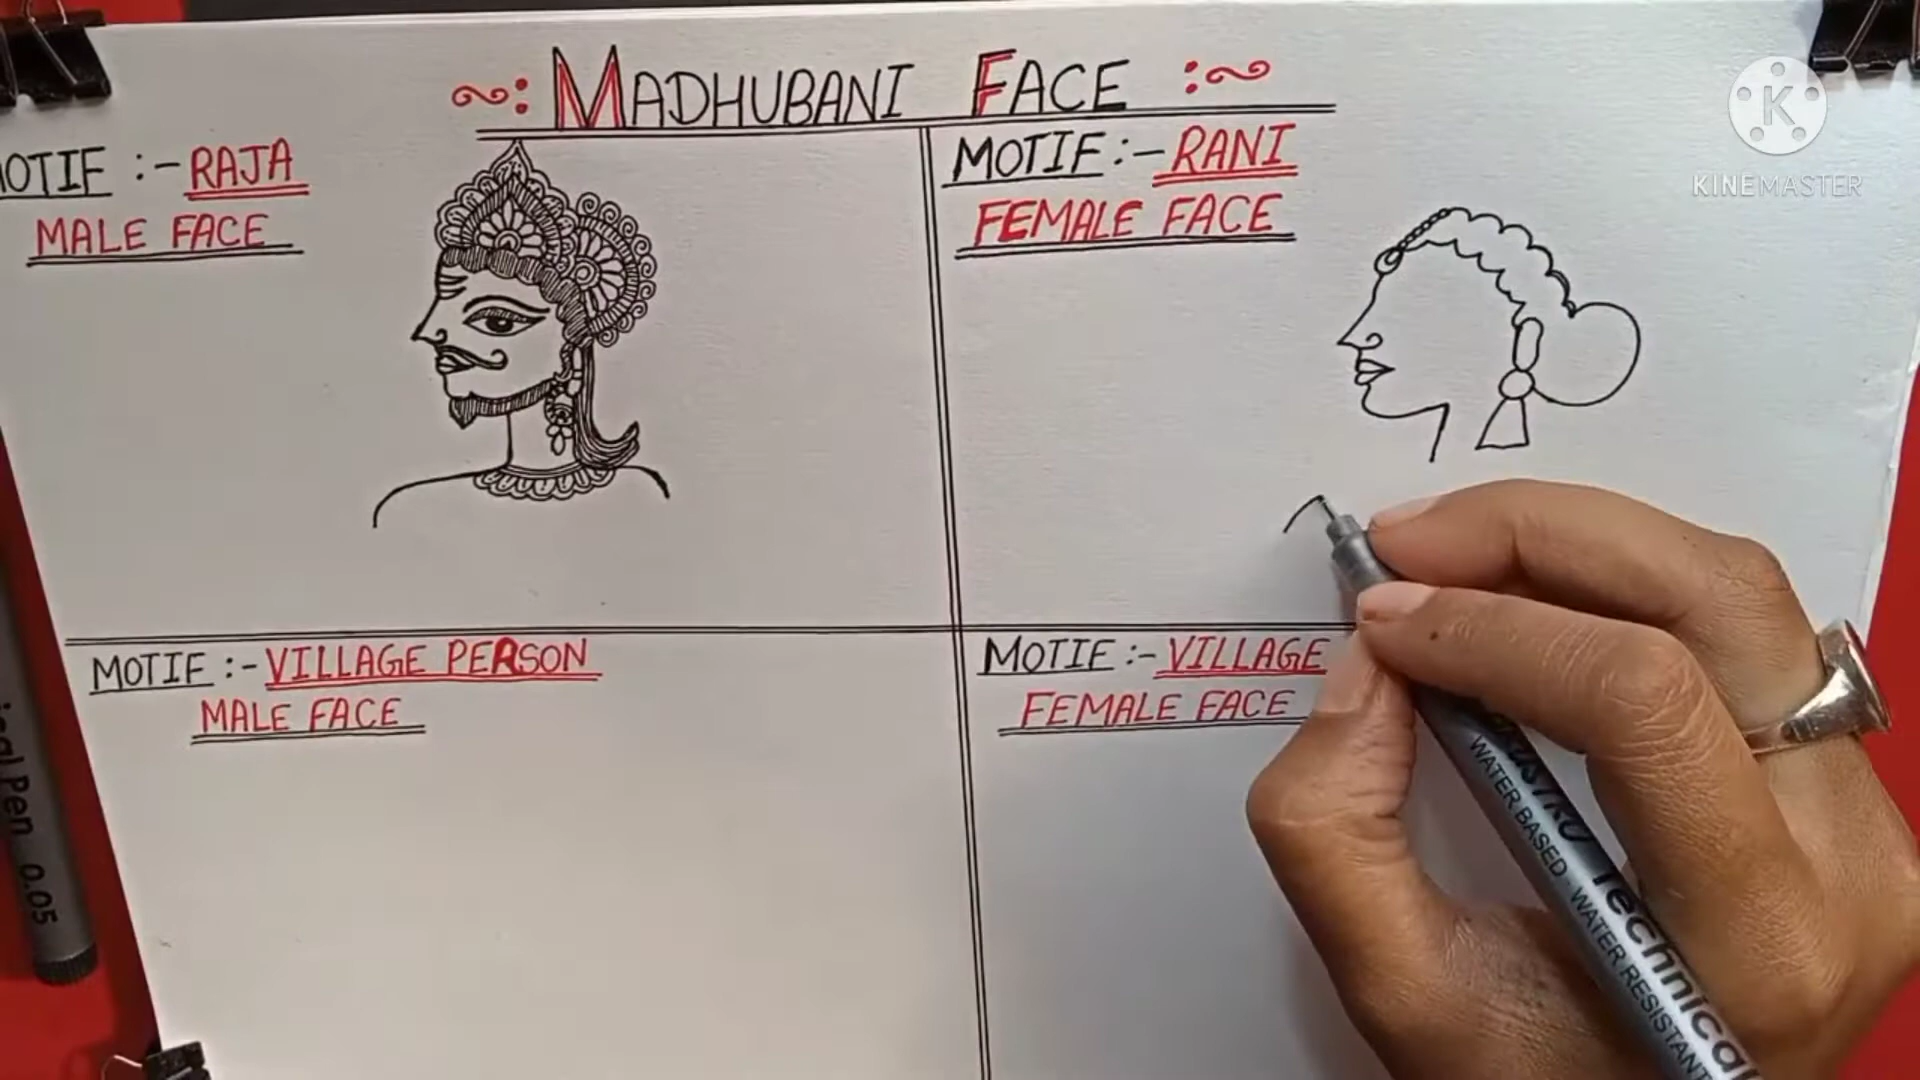 MADHUBANI FACE
MOTIF :- RAJA
MALE FACE
MOTIF :- RANI
FEMALE FACE
K
KINEMASTER
MOTIF :- VILLAGE PERSON
MALE FACE
MOTIF :- VILLAGE
FEMALE FACE
Pen 0.05
Technical
WATER BASED · WATER RESISTANT